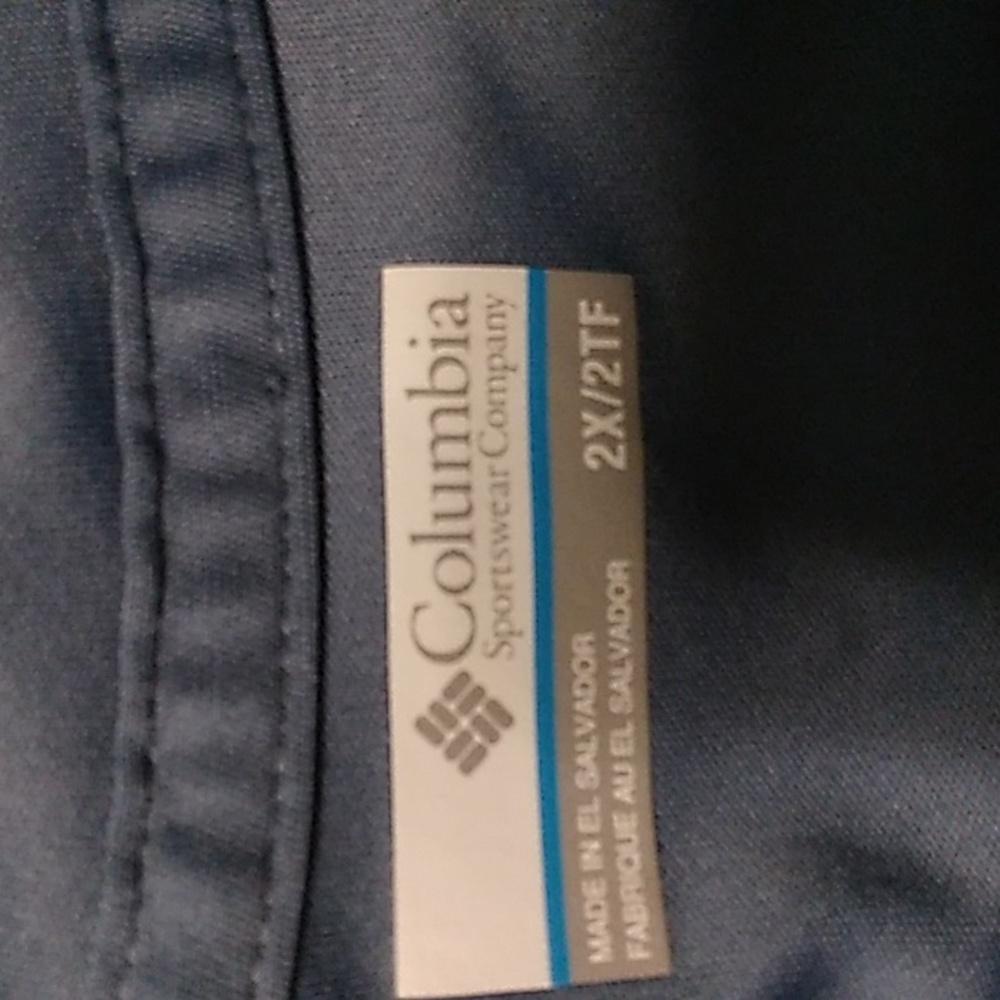 Columbia
Sportswear Company
2X/2TF
MADE IN EL SALVADOR
FABRIQUE AU EL SALVADOR